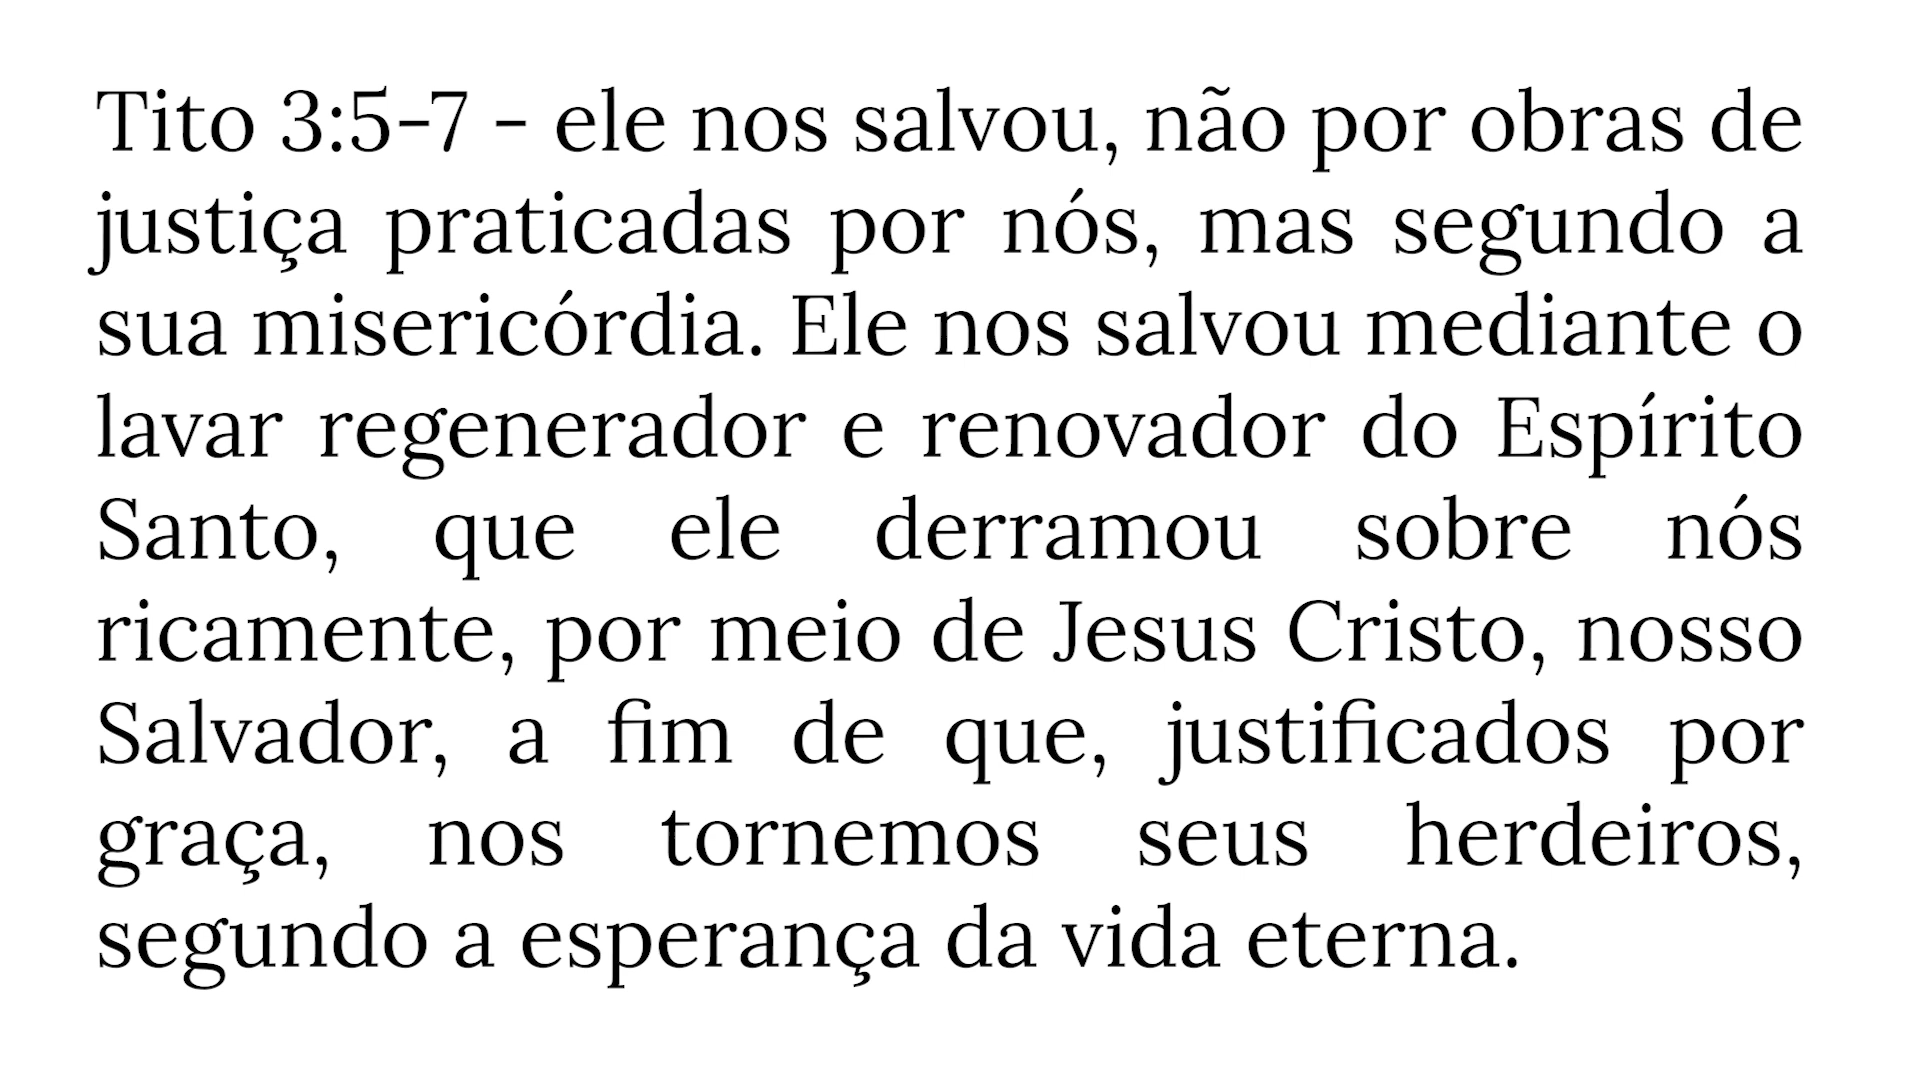 Tito 3:5-7 - ele nos salvou, não por obras de
justiça praticadas por nós, mas segundo a
sua misericórdia. Ele nos salvou mediante o
lavar regenerador e renovador do Espírito
Santo, que ele derramou sobre nós
ricamente, por meio de Jesus Cristo, nosso
Salvador, a fim de que, justificados por
graça, nos tornemos seus herdeiros,
segundo a esperança da vida eterna.